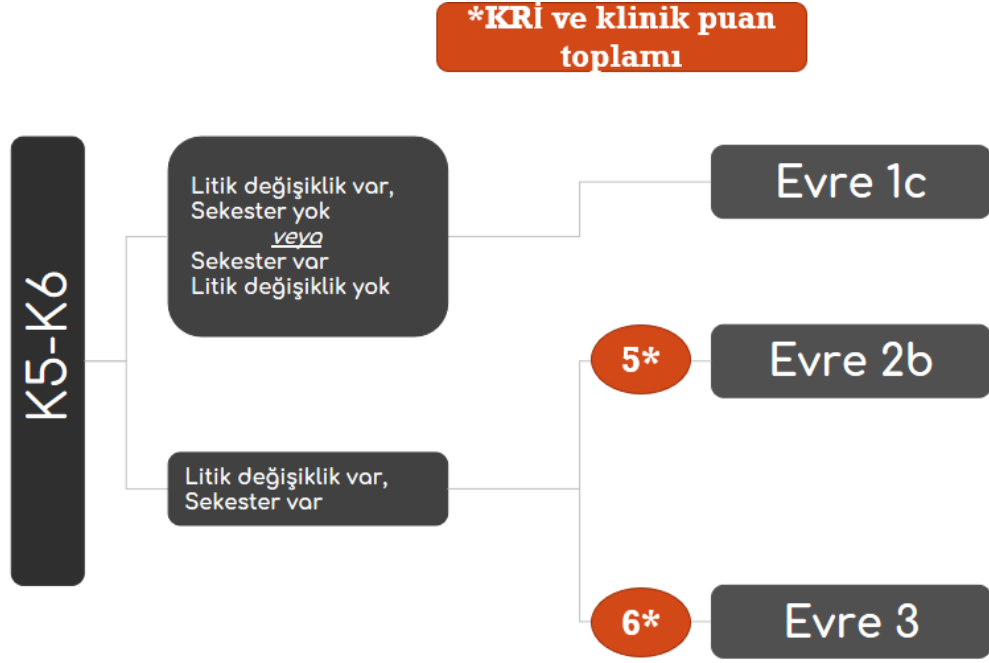 *KRİ ve klinik puan
toplamı
K5-K6
Litik değişiklik var,
Sekester yok
veya
Sekester var
Litik değişiklik yok
Evre 1c
5*
Evre 2b
Litik değişiklik var,
Sekester var
6*
Evre 3